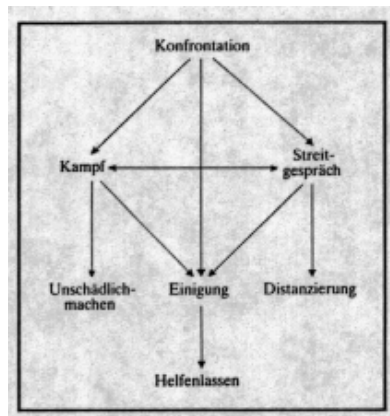 Konfrontation
Kampf
Streit-
gespräch
Unschädlich-
machen
Einigung
Distanzierung
Helfenlassen